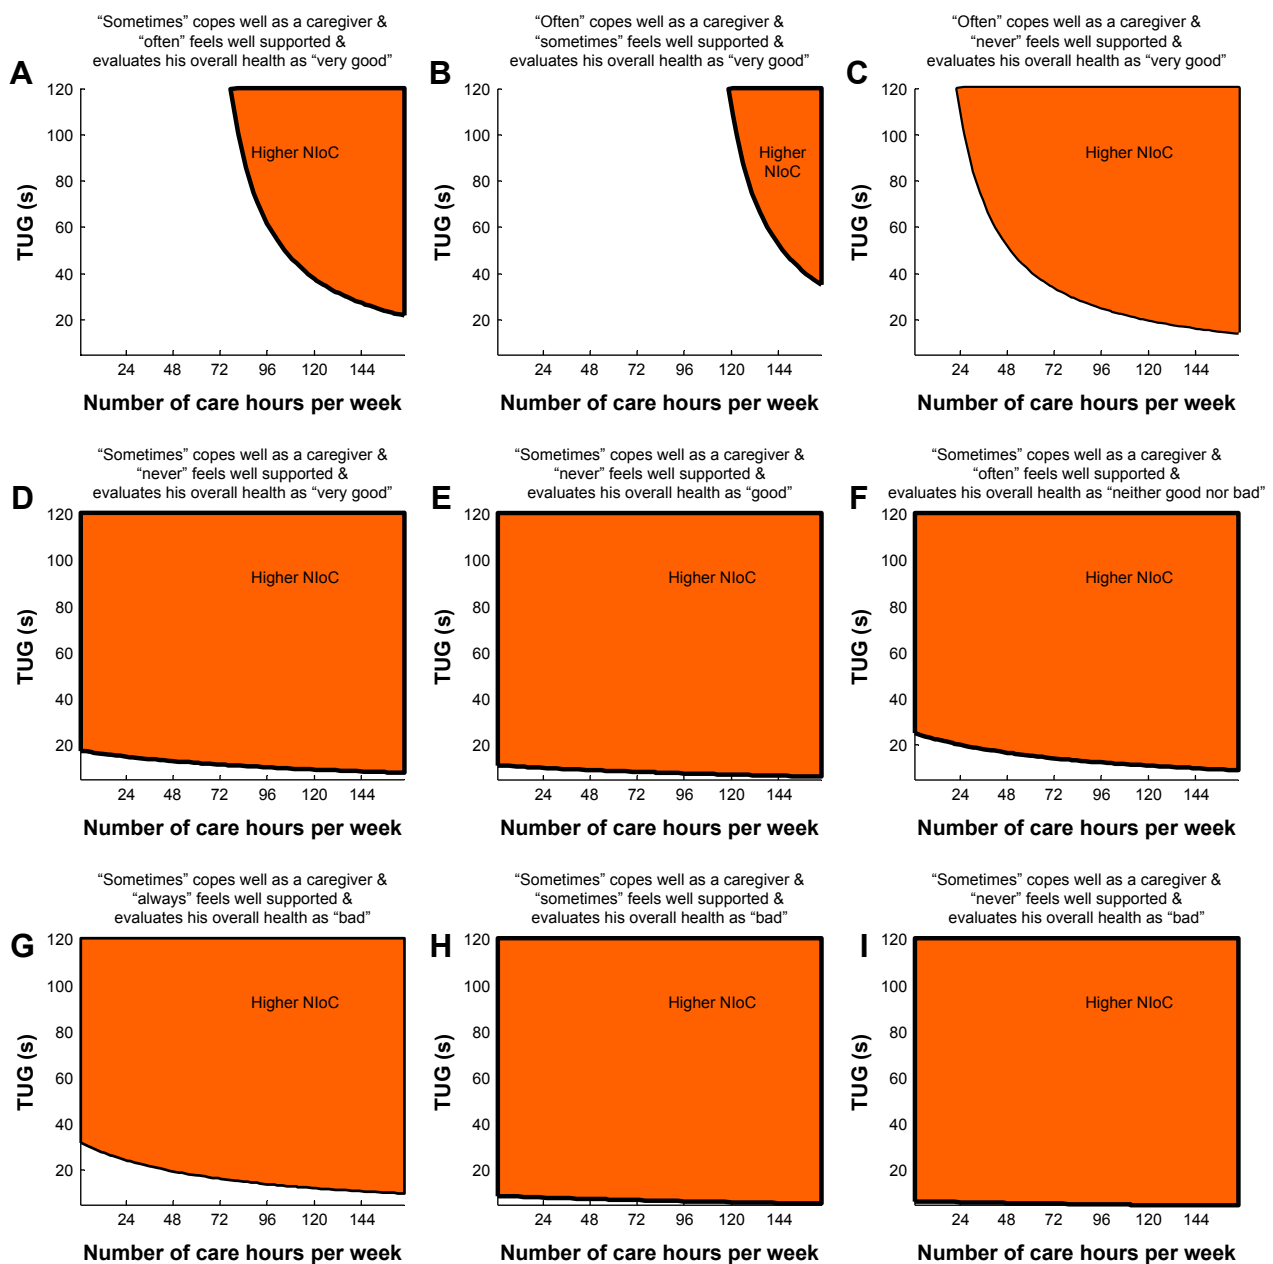 “Sometimes” copes well as a caregiver &
“often” feels well supported &
evaluates his overall health as “very good”
A
120
100
80
60
40
20
TUG (s)
Higher NIoC
24 48 72 96 120 144
Number of care hours per week
“Often” copes well as a caregiver &
“sometimes” feels well supported &
evaluates his overall health as “very good”
B
120
100
80
60
40
20
TUG (s)
Higher
NIoC
24 48 72 96 120 144
Number of care hours per week
“Often” copes well as a caregiver &
“never” feels well supported &
evaluates his overall health as “very good”
C
120
100
80
60
40
20
TUG (s)
Higher NIoC
24 48 72 96 120 144
Number of care hours per week
“Sometimes” copes well as a caregiver &
“never” feels well supported &
evaluates his overall health as “very good”
D
120
100
80
60
40
20
TUG (s)
Higher NIoC
24 48 72 96 120 144
Number of care hours per week
“Sometimes” copes well as a caregiver &
“never” feels well supported &
evaluates his overall health as “good”
E
120
100
80
60
40
20
TUG (s)
Higher NIoC
24 48 72 96 120 144
Number of care hours per week
“Sometimes” copes well as a caregiver &
“often” feels well supported &
evaluates his overall health as “neither good nor bad”
F
120
100
80
60
40
20
TUG (s)
Higher NIoC
24 48 72 96 120 144
Number of care hours per week
“Sometimes” copes well as a caregiver &
“always” feels well supported &
evaluates his overall health as “bad”
G
120
100
80
60
40
20
TUG (s)
Higher NIoC
24 48 72 96 120 144
Number of care hours per week
“Sometimes” copes well as a caregiver &
“sometimes” feels well supported &
evaluates his overall health as “bad”
H
120
100
80
60
40
20
TUG (s)
Higher NIoC
24 48 72 96 120 144
Number of care hours per week
“Sometimes” copes well as a caregiver &
“never” feels well supported &
evaluates his overall health as “bad”
I
120
100
80
60
40
20
TUG (s)
Higher NIoC
24 48 72 96 120 144
Number of care hours per week